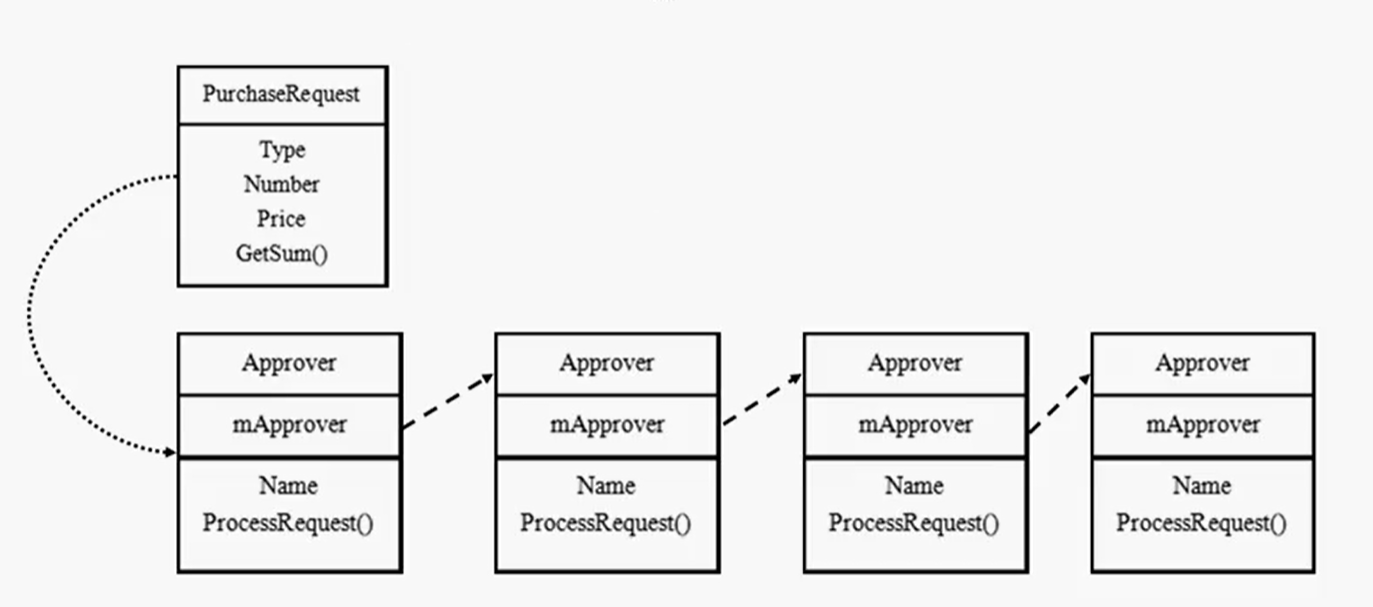 PurchaseRequest
Type
Number
Price
GetSum()
Approver
mApprover
Name
ProcessRequest()
Approver
mApprover
Name
ProcessRequest()
Approver
mApprover
Name
ProcessRequest()
Approver
mApprover
Name
ProcessRequest()